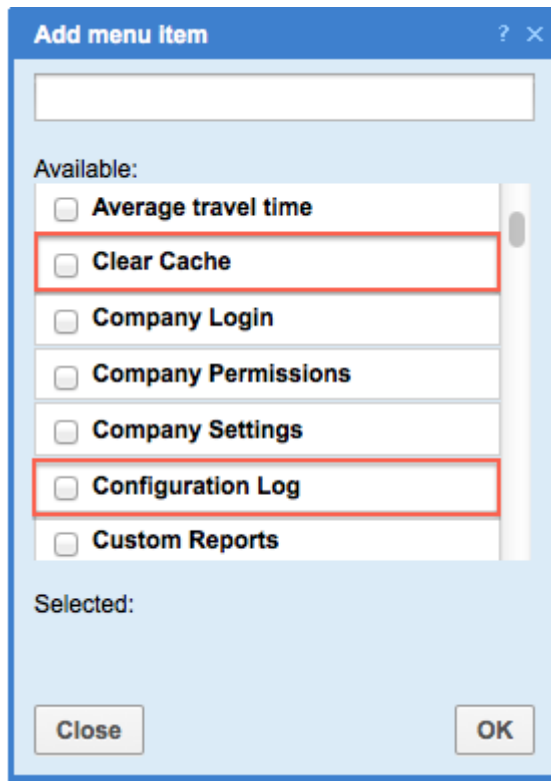 Add menu item ? ×
Available:
Average travel time
Clear Cache
Company Login
Company Permissions
Company Settings
Configuration Log
Custom Reports
Selected:
Close OK